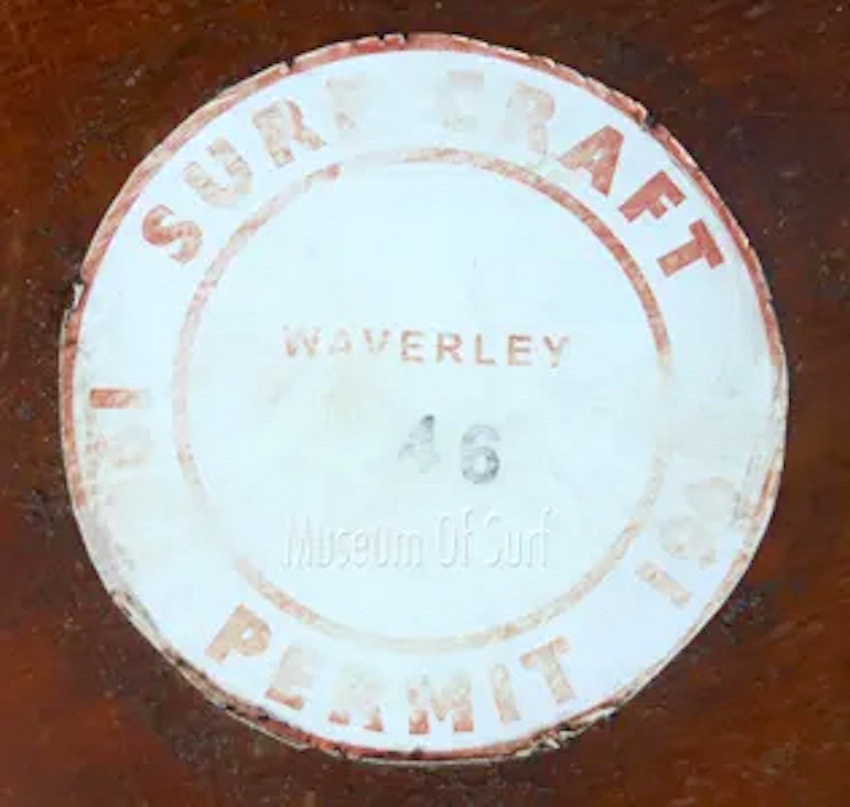 SURF CRAFT
WAVERLEY
46
Museum Of Surf
PERMIT